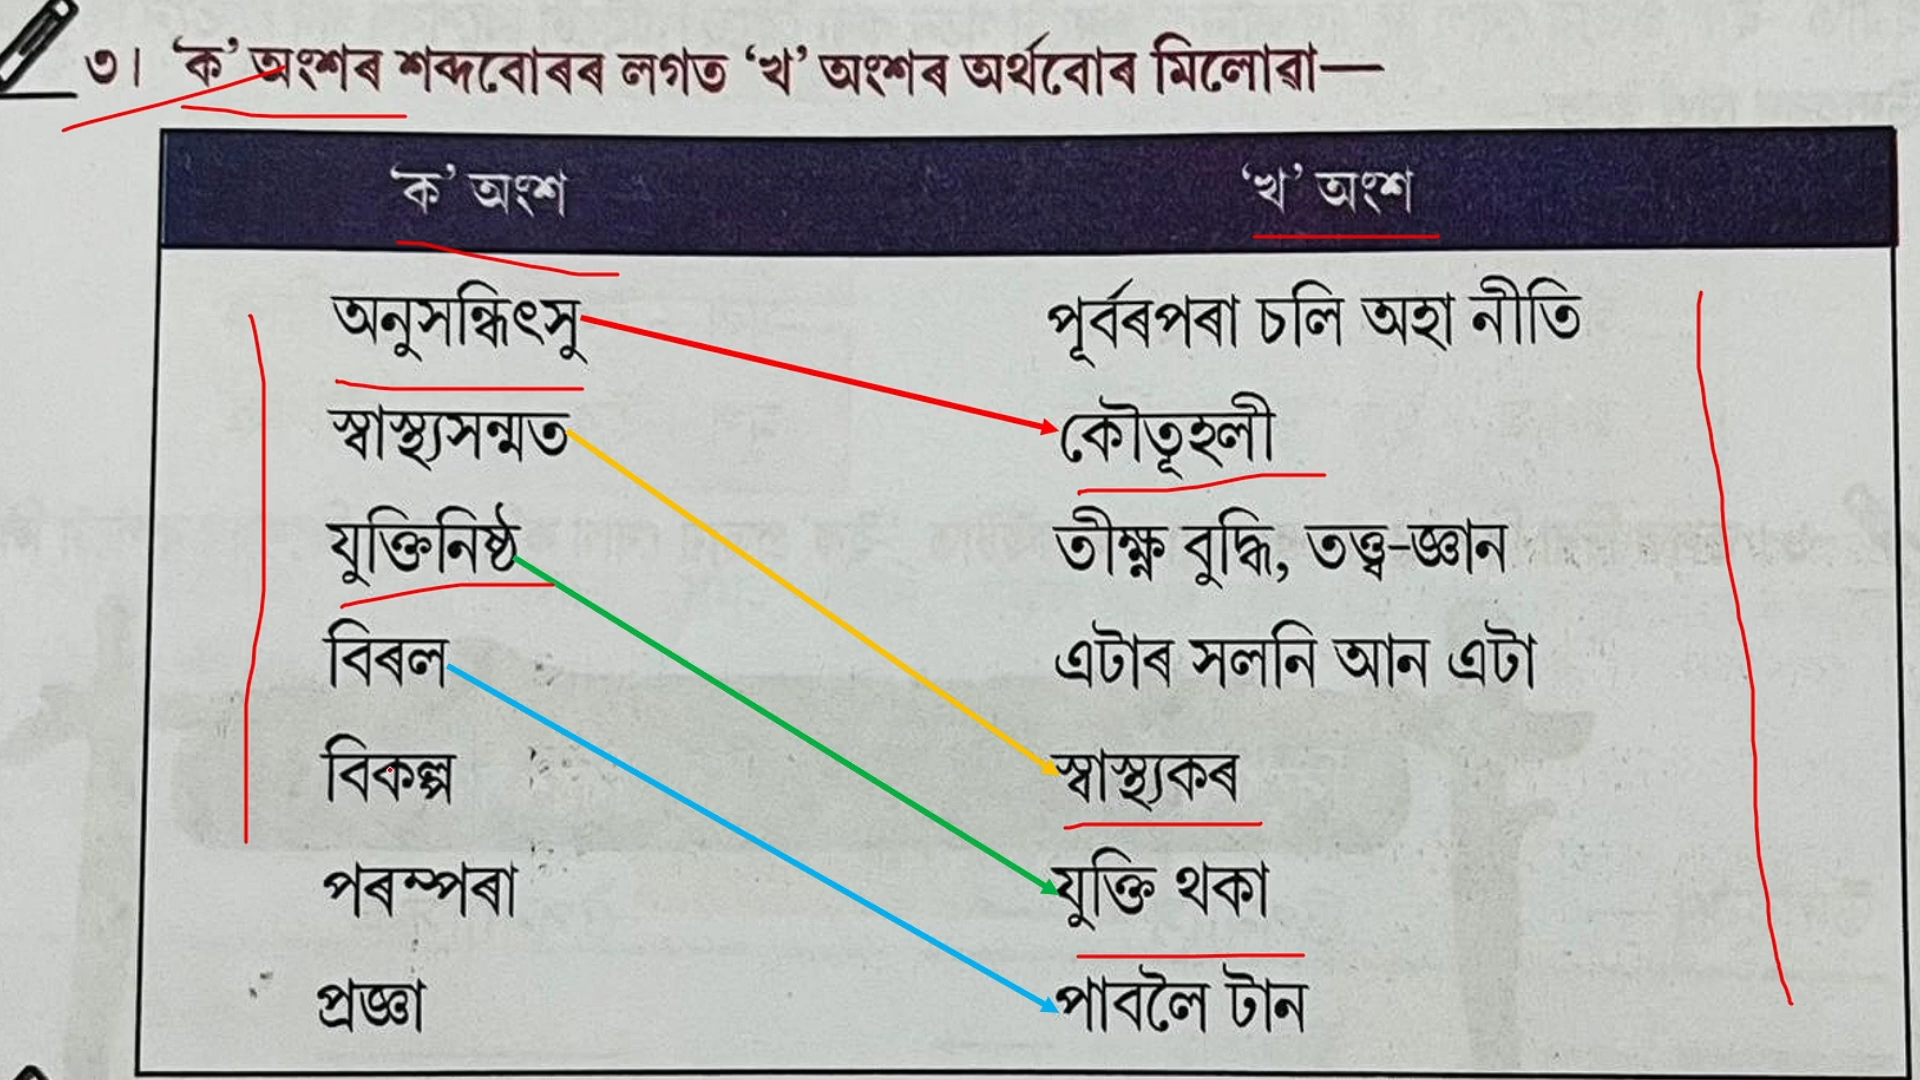 ৩। ‘ক’ অংশৰ শব্দবোৰৰ লগত ‘খ’ অংশৰ অৰ্থবোৰ মিলোৱা—
‘ক’ অংশ ‘খ’ অংশ
অনুসন্ধিৎসু পূৰ্বৰপৰা চলি অহা নীতি
স্বাস্থ্যসন্মত কৌতূহলী
যুক্তিনিষ্ঠ তীক্ষ্ণ বুদ্ধি, তত্ত্ব-জ্ঞান
বিৰল এটাৰ সলনি আন এটা
বিকল্প স্বাস্থ্যকৰ
পৰম্পৰা যুক্তি থকা
প্ৰজ্ঞা পাবলৈ টান